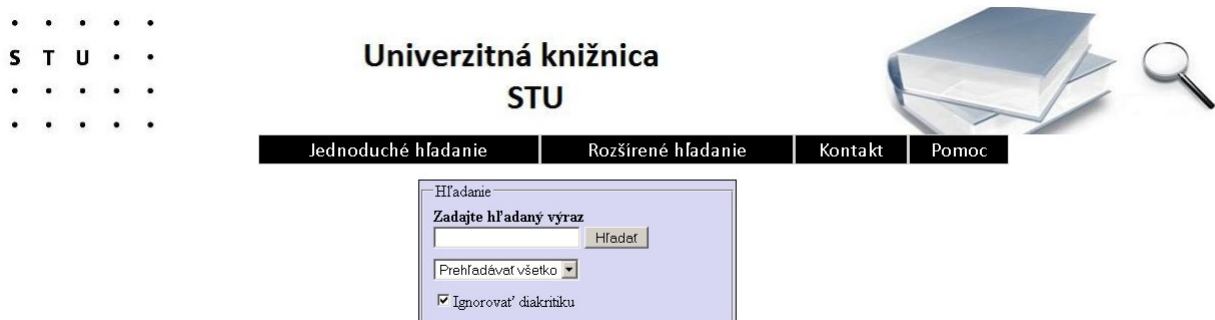 S T U
Univerzitná knižnica
STU
Jednoduché hľadanie Rozšírené hľadanie Kontakt Pomoc
Hľadanie
Zadajte hľadaný výraz
Hľadať
Prehľadávať všetko
Ignorovať diakritiku